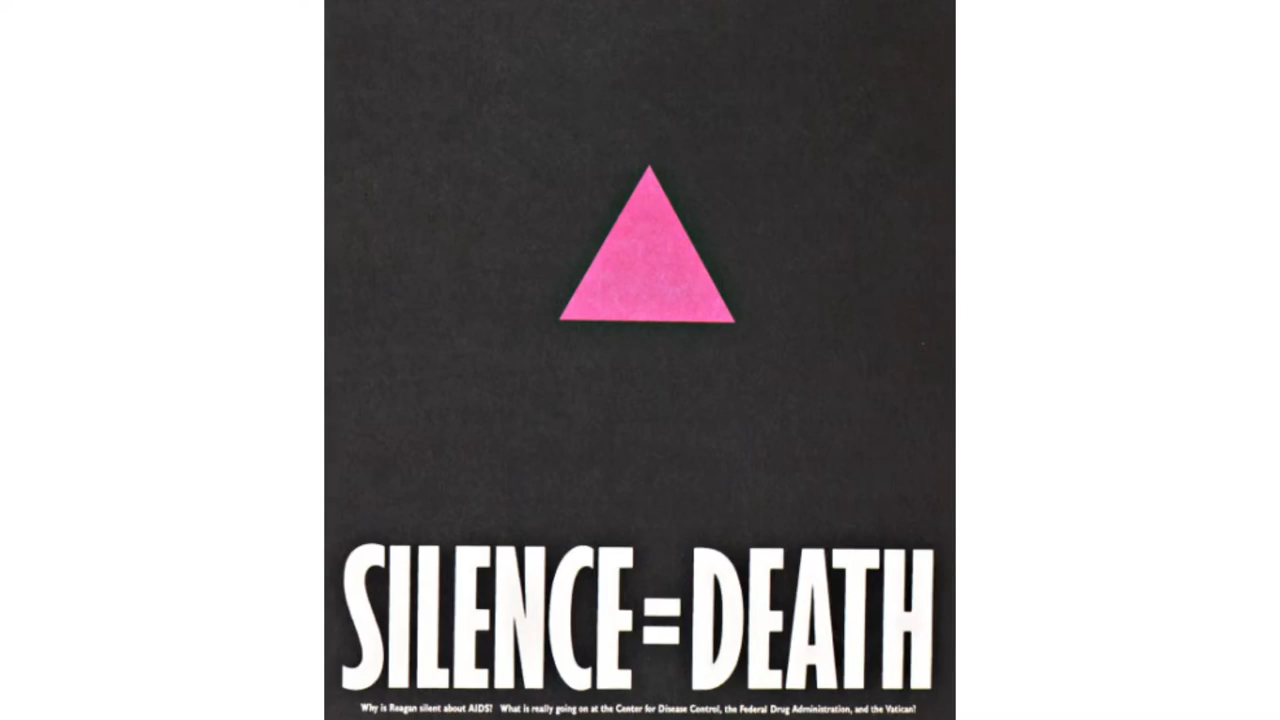 SILENCE=DEATH
Why is Reagan silent about AIDS? What is really going on at the Center for Disease Control, the Federal Drug Administration, and the Vatican?